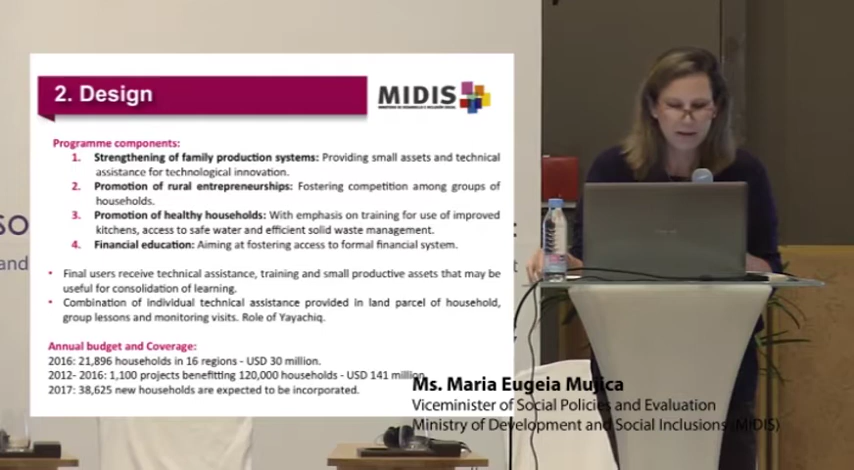 2. Design
MIDIS
MINISTERIO DE DESARROLLO E INCLUSIÓN SOCIAL
Programme components:
1. Strengthening of family production systems: Providing small assets and technical
assistance for technological innovation.
2. Promotion of rural entrepreneurships: Fostering competition among groups of
households.
3. Promotion of healthy households: With emphasis on training for use of improved
kitchens, access to safe water and efficient solid waste management.
4. Financial education: Aiming at fostering access to formal financial system.
• Final users receive technical assistance, training and small productive assets that may be
useful for consolidation of learning.
• Combination of individual technical assistance provided in land parcel of household,
group lessons and monitoring visits. Role of Yayachiq.
Annual budget and Coverage:
2016: 21,896 households in 16 regions - USD 30 million.
2012- 2016: 1,100 projects benefitting 120,000 households - USD 141 million.
2017: 38,625 new households are expected to be incorporated.
so
and
Ms. Maria Eugeia Mujica
Viceminister of Social Policies and Evaluation
Ministry of Development and Social Inclusions (MIDIS)